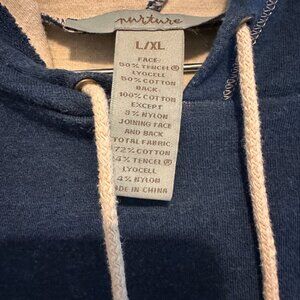 nurture
L/XL
FACE:
50% TENCEL®
LYOCELL
50% COTTON
BACK:
100% COTTON
EXCEPT
3% NYLON
JOINING FACE
AND BACK
TOTAL FABRIC
72% COTTON
24% TENCEL®
LYOCELL
4% NYLON
MADE IN CHINA